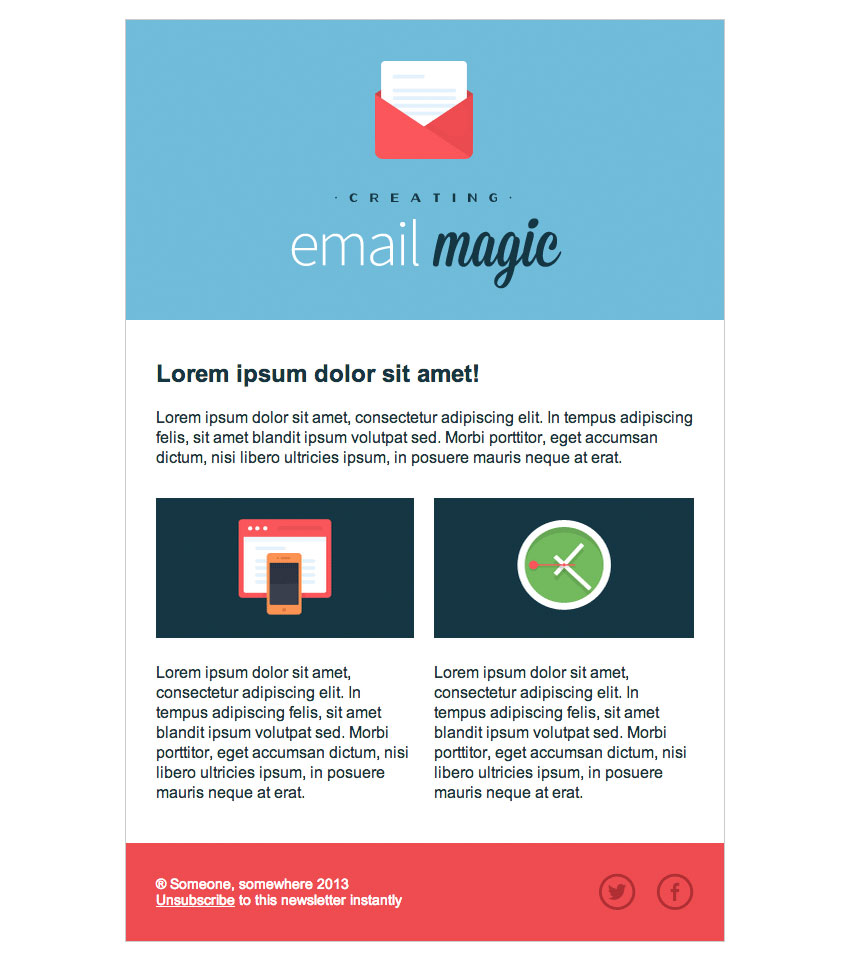 · CREATING ·
email magic
Lorem ipsum dolor sit amet!
Lorem ipsum dolor sit amet, consectetur adipiscing elit. In tempus adipiscing
felis, sit amet blandit ipsum volutpat sed. Morbi porttitor, eget accumsan
dictum, nisi libero ultricies ipsum, in posuere mauris neque at erat.
Lorem ipsum dolor sit amet,
consectetur adipiscing elit. In
tempus adipiscing felis, sit amet
blandit ipsum volutpat sed. Morbi
porttitor, eget accumsan dictum, nisi
libero ultricies ipsum, in posuere
mauris neque at erat.
Lorem ipsum dolor sit amet,
consectetur adipiscing elit. In
tempus adipiscing felis, sit amet
blandit ipsum volutpat sed. Morbi
porttitor, eget accumsan dictum, nisi
libero ultricies ipsum, in posuere
mauris neque at erat.
® Someone, somewhere 2013
Unsubscribe to this newsletter instantly